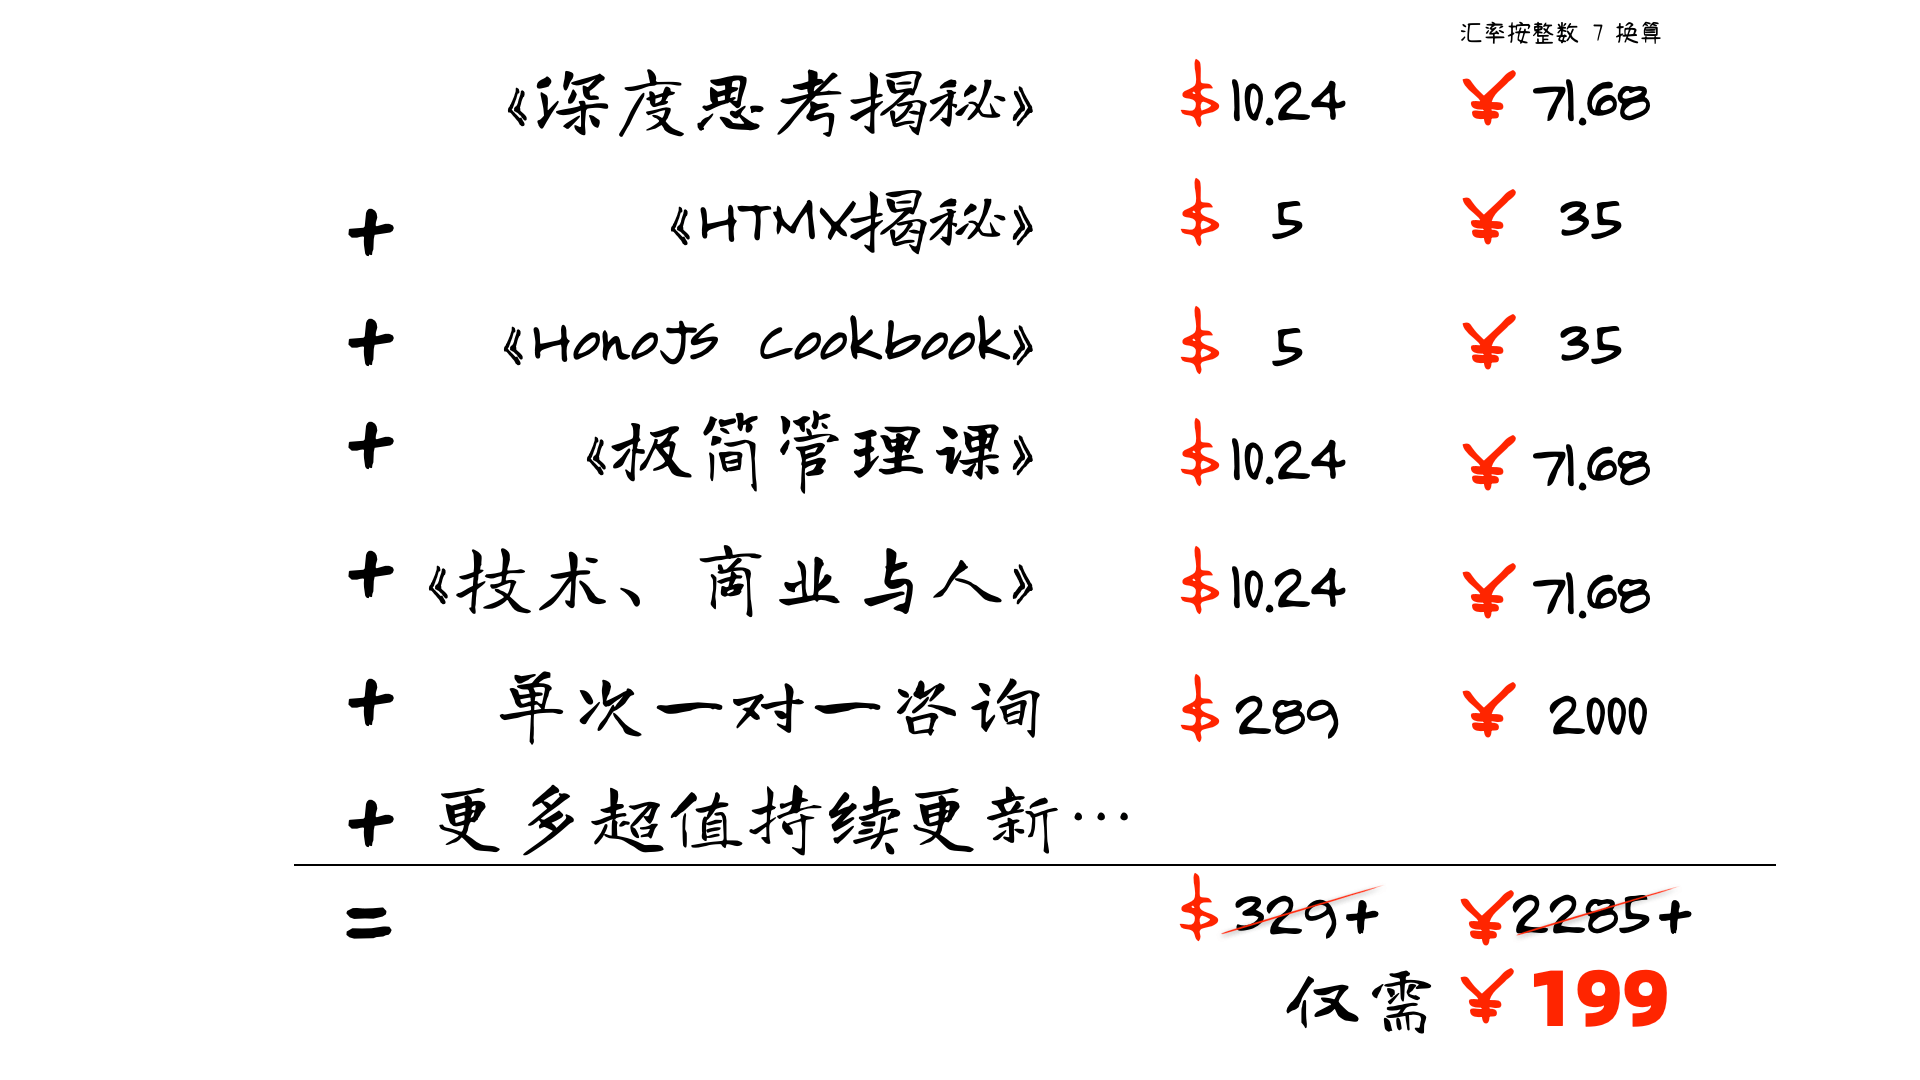 汇率按整数 7 换算
《深度思考揭秘》 $ 10.24 ¥ 71.68
+ 《HTMX揭秘》 $ 5 ¥ 35
+ 《HonoJS Cookbook》 $ 5 ¥ 35
+ 《极简管理课》 $ 10.24 ¥ 71.68
+ 《技术、商业与人》 $ 10.24 ¥ 71.68
+ 单次一对一咨询 $ 289 ¥ 2000
+ 更多超值持续更新…
= $ 329+ ¥2285+
仅需 ¥ 199